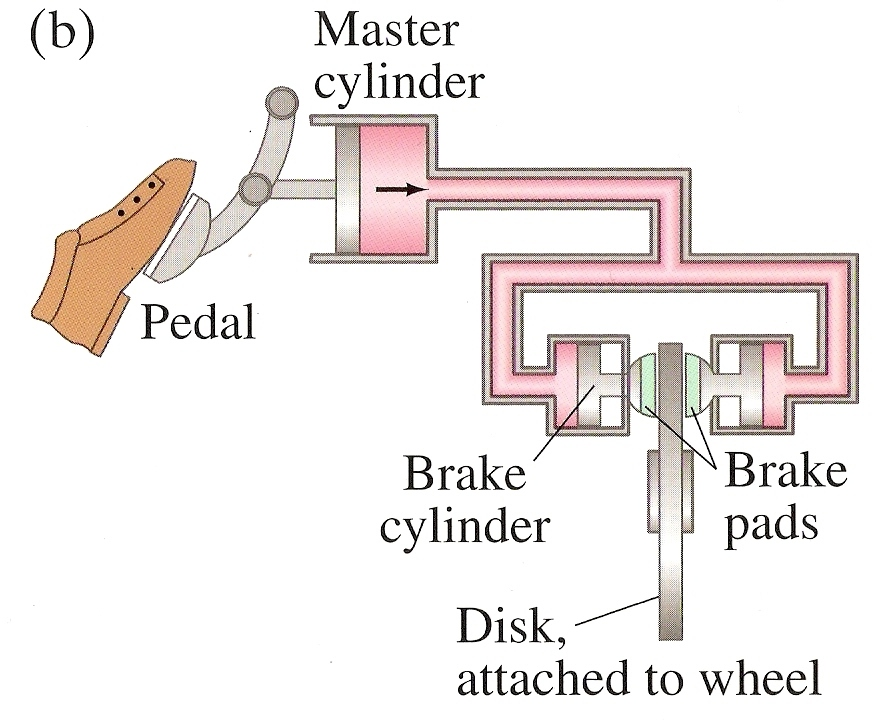 (b)
Master
cylinder
Pedal
Brake
cylinder
Brake
pads
Disk,
attached to wheel